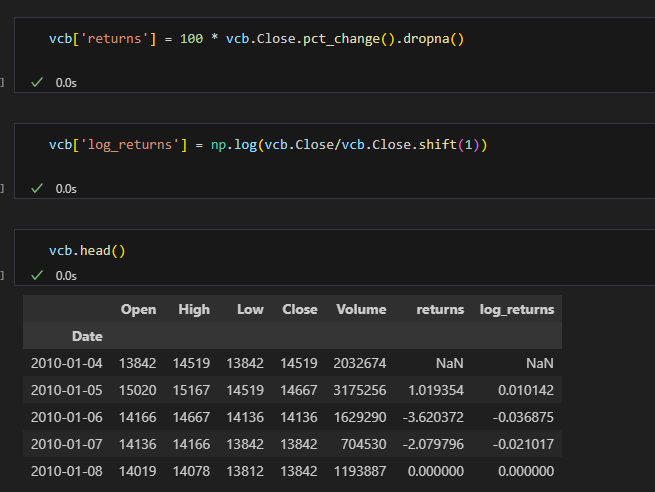 vcb['returns'] = 100 * vcb.Close.pct_change().dropna()
] ✓ 0.0s
vcb['log_returns'] = np.log(vcb.Close/vcb.Close.shift(1))
] ✓ 0.0s
vcb.head()
] ✓ 0.0s
Open High Low Close Volume returns log_returns
Date
2010-01-04 13842 14519 13842 14519 2032674 NaN NaN
2010-01-05 15020 15167 14519 14667 3175256 1.019354 0.010142
2010-01-06 14166 14667 14136 14136 1629290 -3.620372 -0.036875
2010-01-07 14136 14166 13842 13842 704530 -2.079796 -0.021017
2010-01-08 14019 14078 13812 13842 1193887 0.000000 0.000000